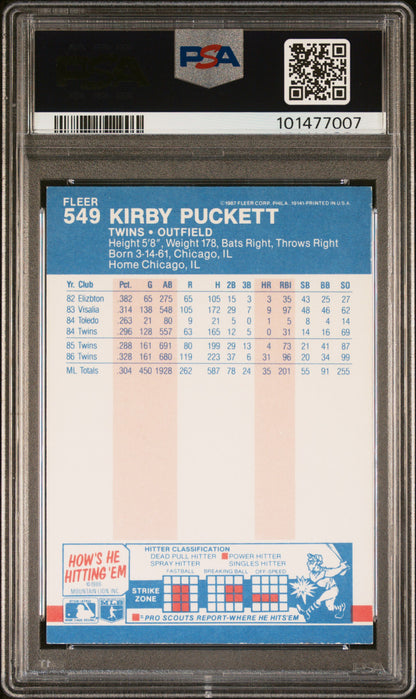 PSA
101477007
FLEER
549 KIRBY PUCKETT
©1987 FLEER CORP., PHILA., 19141-PRINTED IN U.S.A.
TWINS • OUTFIELD
Height 5'8", Weight 178, Bats Right, Throws Right
Born 3-14-61, Chicago, IL
Home Chicago, IL
Yr. Club Pct. G AB R H 2B 3B HR RBI SB BB SO
82 Elizbton .382 65 275 65 105 15 3 3 35 43 25 27
83 Visalia .314 138 548 105 172 29 7 9 97 48 46 62
84 Toledo .263 21 80 9 21 5 0 1 5 8 4 14
84 Twins .296 128 557 63 165 12 5 0 31 14 16 69
85 Twins .288 161 691 80 199 29 13 4 73 21 41 87
86 Twins .328 161 680 119 223 37 6 31 96 20 34 99
ML Totals .304 450 1928 262 587 78 24 35 201 55 91 255
HOW'S HE
HITTING 'EM
©1986
MOUNTAIN LION INC.
HITTER CLASSIFICATION
DEAD PULL HITTER POWER HITTER
SPRAY HITTER SINGLES HITTER
FASTBALL BREAKING BALL OFF-SPEED
STRIKE
ZONE
PRO SCOUTS REPORT-WHERE HE HITS'EM